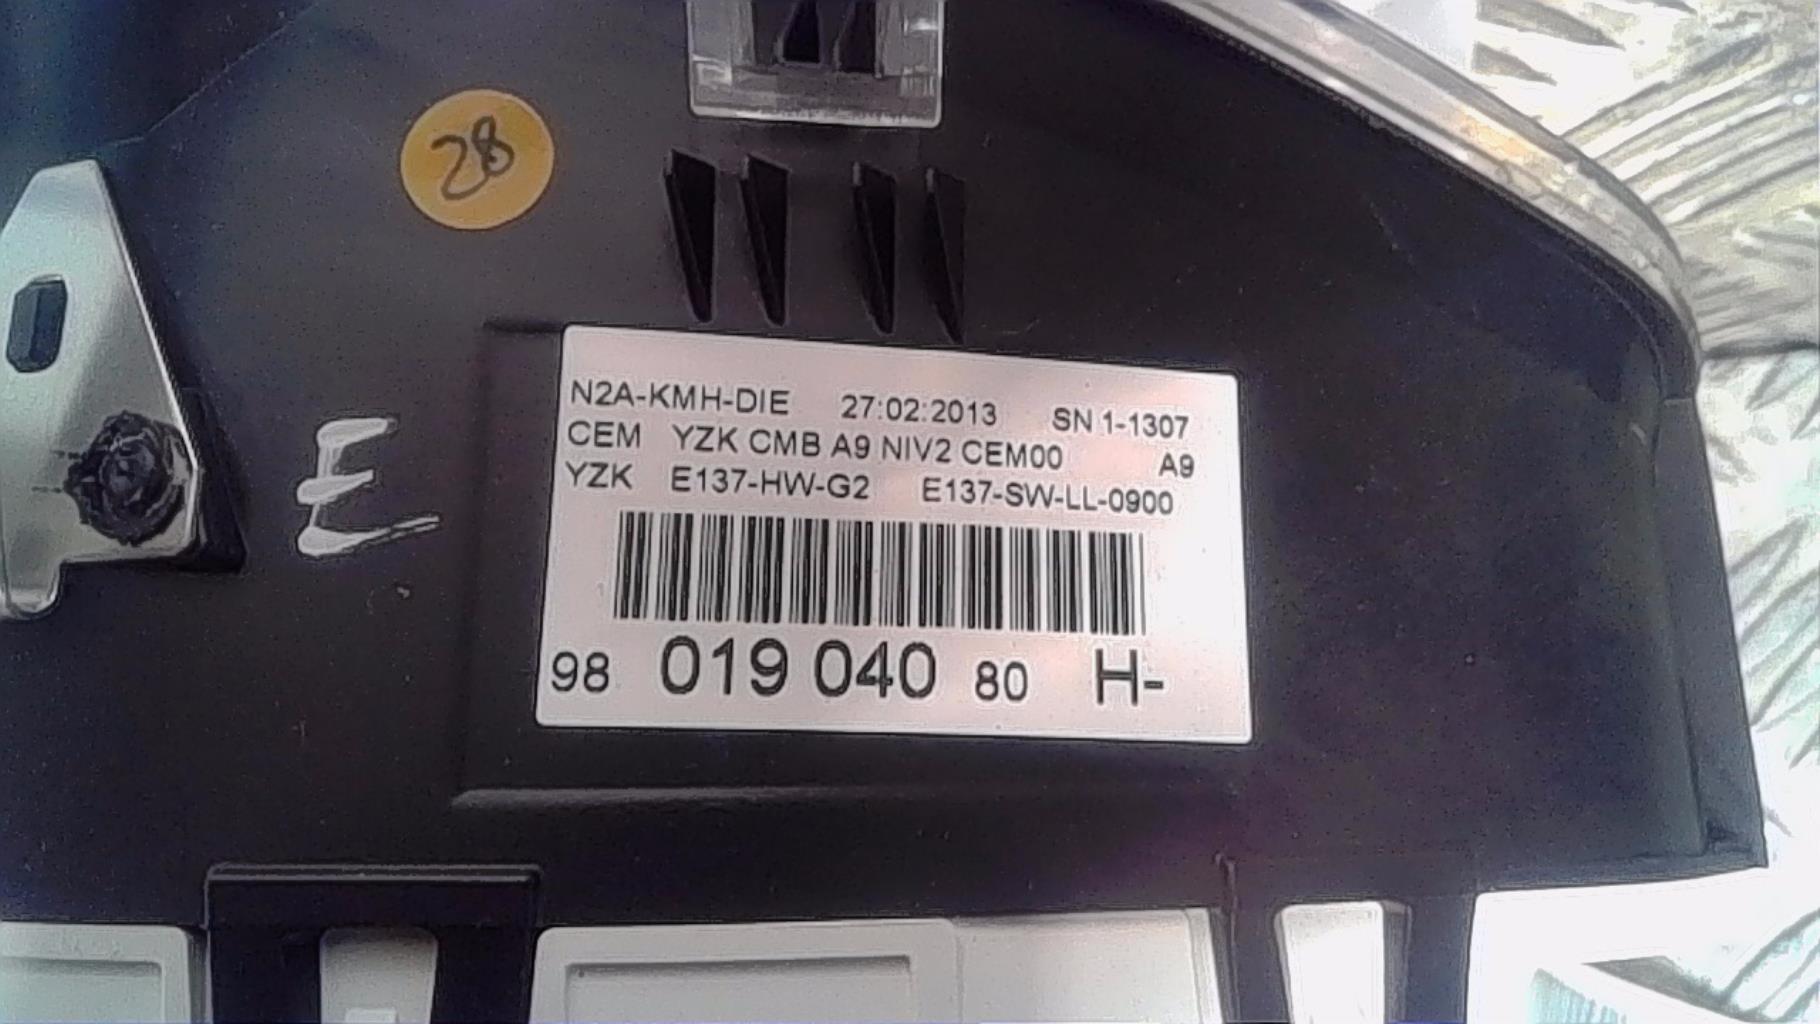 28
E
N2A-KMH-DIE 27:02:2013 SN 1-1307
CEM YZK CMB A9 NIV2 CEM00 A9
YZK E137-HW-G2 E137-SW-LL-0900
98 019 040 80 H-